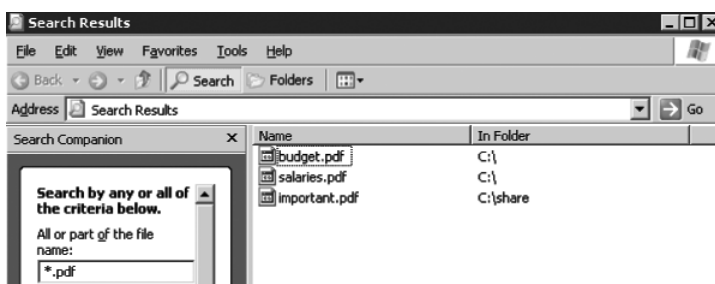 Search Results
File Edit View Favorites Tools Help
Back Search Folders
Address Search Results Go
Search Companion x Name In Folder
budget.pdf C:\
salaries.pdf C:\
important.pdf C:\share
Search by any or all of
the criteria below.
All or part of the file
name:
*.pdf